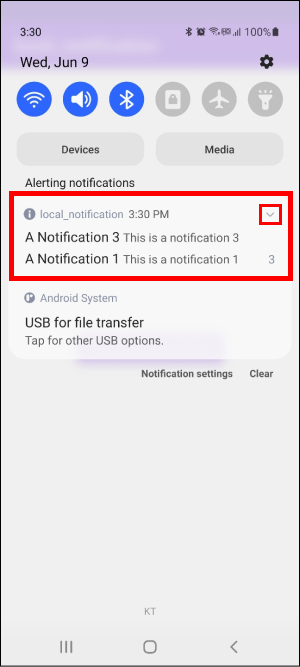 3:30 100%
Wed, Jun 9
Devices Media
Alerting notifications
local_notification 3:30 PM
A Notification 3 This is a notification 3
A Notification 1 This is a notification 1 3
Android System
USB for file transfer
Tap for other USB options.
Notification settings Clear
KT